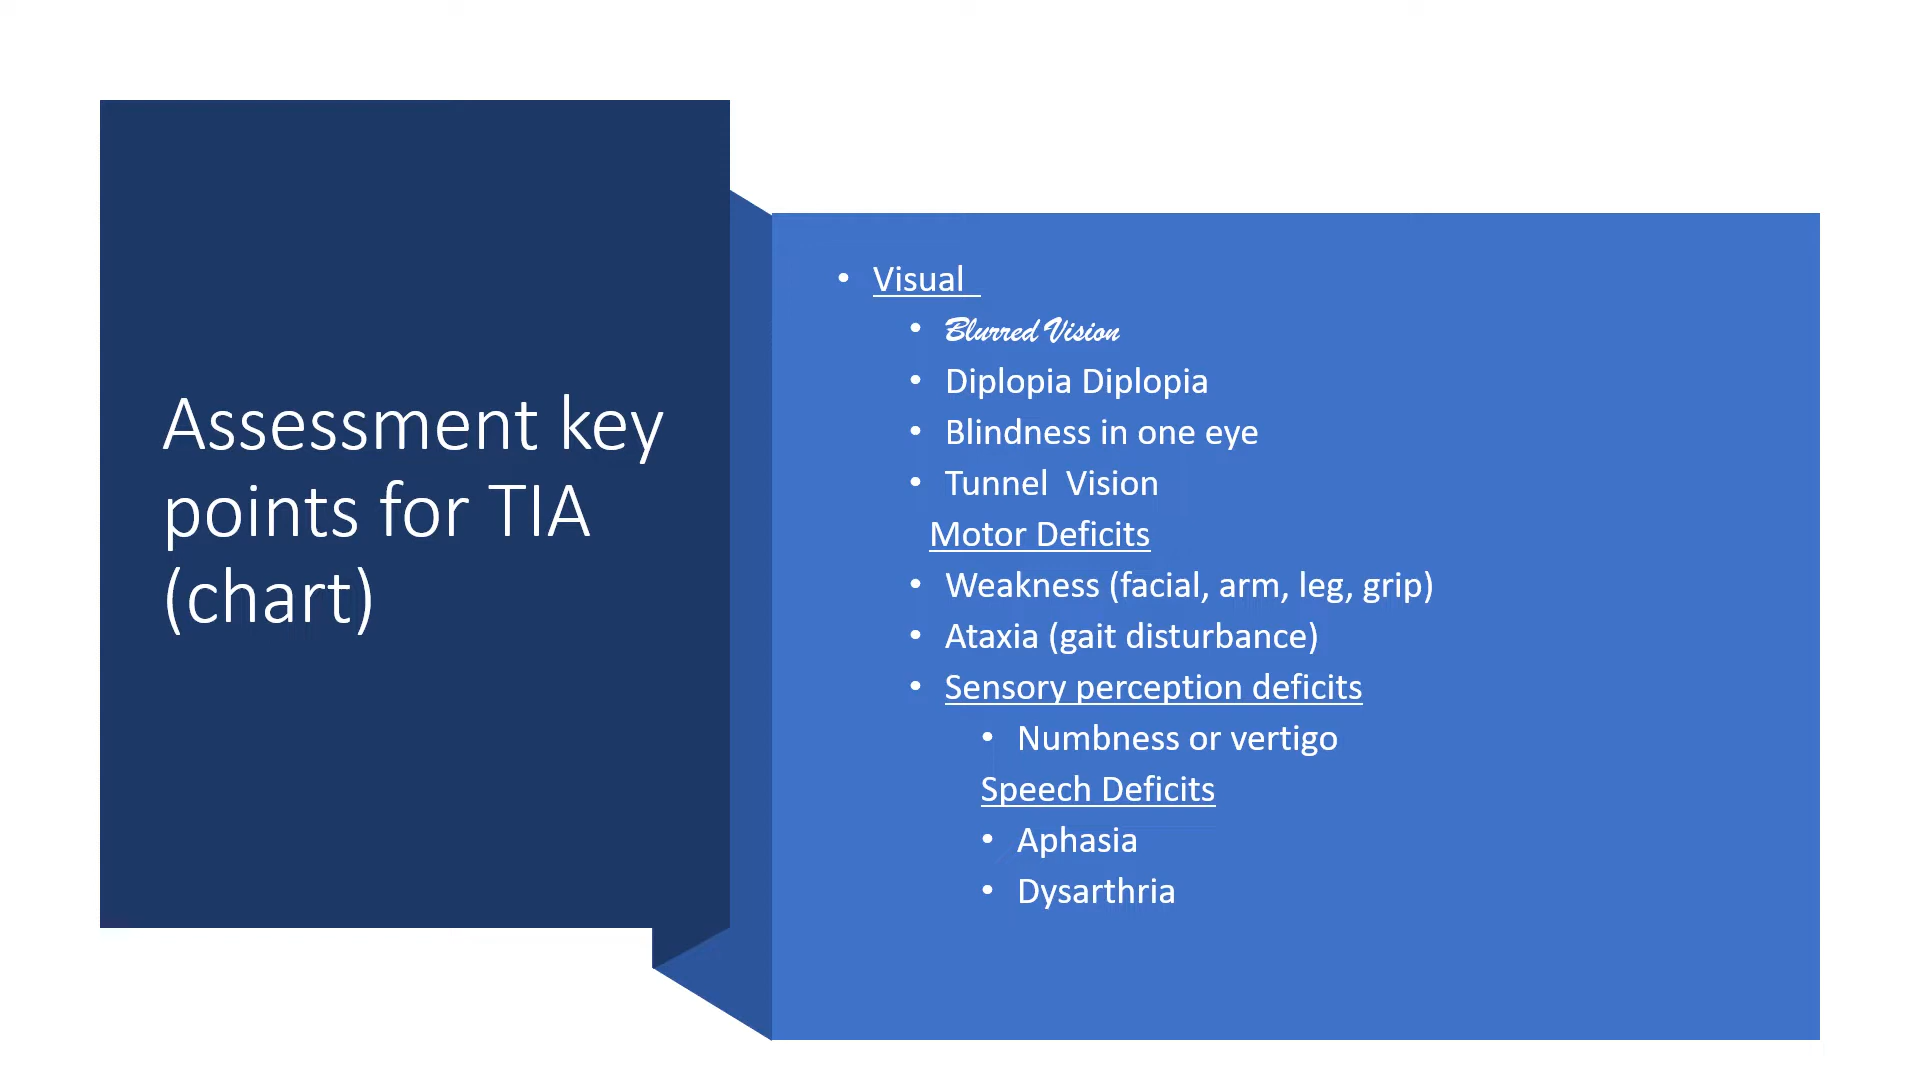 Assessment key
points for TIA
(chart)
• Visual
• Blurred Vision
• Diplopia Diplopia
• Blindness in one eye
• Tunnel  Vision
Motor Deficits
• Weakness (facial, arm, leg, grip)
• Ataxia (gait disturbance)
• Sensory perception deficits
• Numbness or vertigo
Speech Deficits
• Aphasia
• Dysarthria